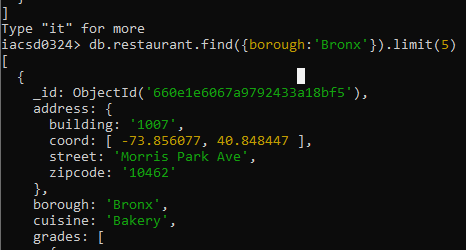 ]
Type "it" for more
iacsd0324> db.restaurant.find({borough:'Bronx'}).limit(5)
[
  {
    _id: ObjectId('660e1e6067a9792433a18bf5'),
    address: {
      building: '1007',
      coord: [ -73.856077, 40.848447 ],
      street: 'Morris Park Ave',
      zipcode: '10462'
    },
    borough: 'Bronx',
    cuisine: 'Bakery',
    grades: [